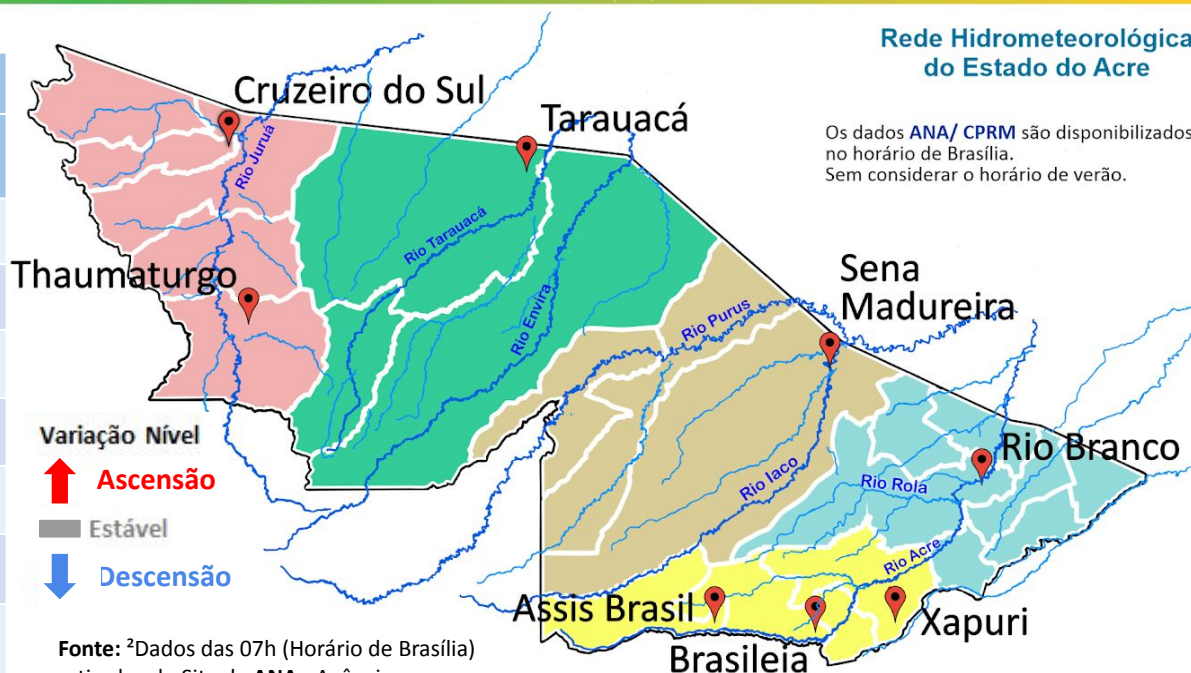 Rede Hidrometeorológica
do Estado do Acre
Os dados ANA/ CPRM são disponibilizados
no horário de Brasília.
Sem considerar o horário de verão.
Cruzeiro do Sul
Tarauacá
Rio Juruá
Rio Tarauacá
Thaumaturgo
Rio Envira
Sena
Madureira
Rio Purus
Variação Nível
Ascensão
Estável
Descensão
Rio Branco
Rio Iaco
Rio Rola
Rio Acre
Assis Brasil
Xapuri
Brasileia
Fonte: ²Dados das 07h (Horário de Brasília)